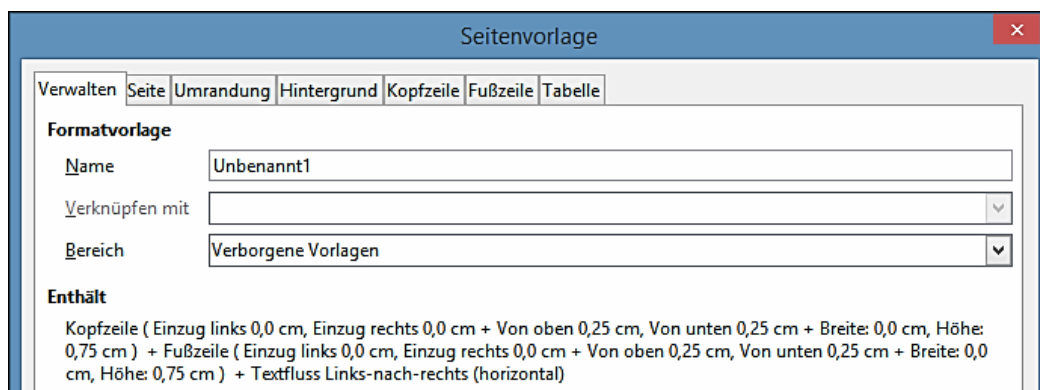 Seitenvorlage
Verwalten Seite Umrandung Hintergrund Kopfzeile Fußzeile Tabelle
Formatvorlage
Name Unbenannt1
Verknüpfen mit
Bereich Verborgene Vorlagen
Enthält
Kopfzeile ( Einzug links 0,0 cm, Einzug rechts 0,0 cm + Von oben 0,25 cm, Von unten 0,25 cm + Breite: 0,0 cm, Höhe:
0,75 cm ) + Fußzeile ( Einzug links 0,0 cm, Einzug rechts 0,0 cm + Von oben 0,25 cm, Von unten 0,25 cm + Breite: 0,0
cm, Höhe: 0,75 cm ) + Textfluss Links-nach-rechts (horizontal)